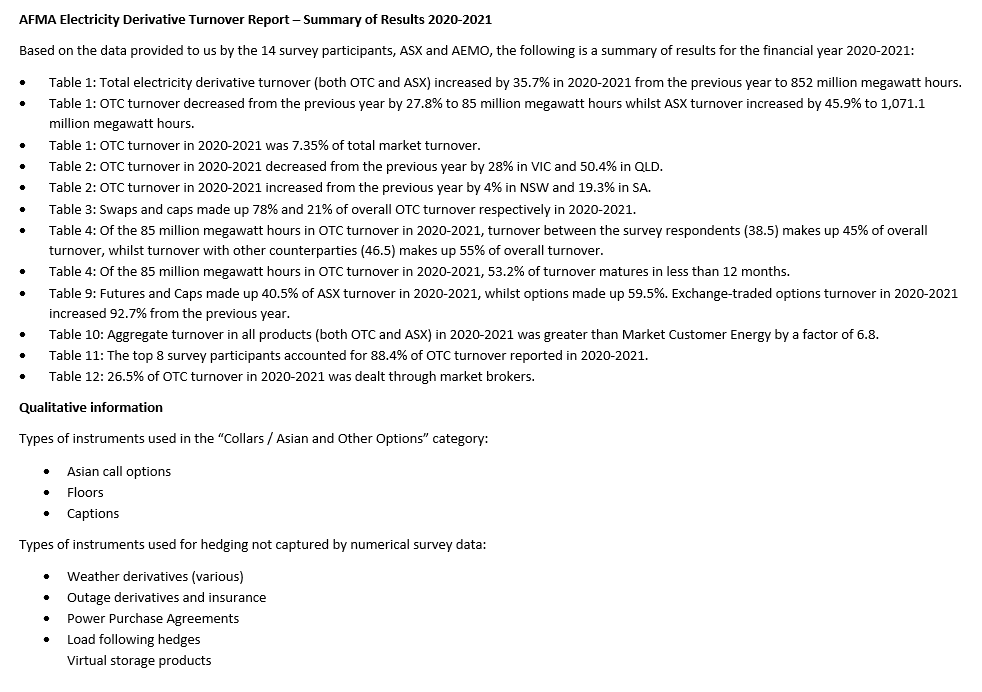 AFMA Electricity Derivative Turnover Report – Summary of Results 2020-2021
Based on the data provided to us by the 14 survey participants, ASX and AEMO, the following is a summary of results for the financial year 2020-2021:
• Table 1: Total electricity derivative turnover (both OTC and ASX) increased by 35.7% in 2020-2021 from the previous year to 852 million megawatt hours.
• Table 1: OTC turnover decreased from the previous year by 27.8% to 85 million megawatt hours whilst ASX turnover increased by 45.9% to 1,071.1
million megawatt hours.
• Table 1: OTC turnover in 2020-2021 was 7.35% of total market turnover.
• Table 2: OTC turnover in 2020-2021 decreased from the previous year by 28% in VIC and 50.4% in QLD.
• Table 2: OTC turnover in 2020-2021 increased from the previous year by 4% in NSW and 19.3% in SA.
• Table 3: Swaps and caps made up 78% and 21% of overall OTC turnover respectively in 2020-2021.
• Table 4: Of the 85 million megawatt hours in OTC turnover in 2020-2021, turnover between the survey respondents (38.5) makes up 45% of overall
turnover, whilst turnover with other counterparties (46.5) makes up 55% of overall turnover.
• Table 4: Of the 85 million megawatt hours in OTC turnover in 2020-2021, 53.2% of turnover matures in less than 12 months.
• Table 9: Futures and Caps made up 40.5% of ASX turnover in 2020-2021, whilst options made up 59.5%. Exchange-traded options turnover in 2020-2021
increased 92.7% from the previous year.
• Table 10: Aggregate turnover in all products (both OTC and ASX) in 2020-2021 was greater than Market Customer Energy by a factor of 6.8.
• Table 11: The top 8 survey participants accounted for 88.4% of OTC turnover reported in 2020-2021.
• Table 12: 26.5% of OTC turnover in 2020-2021 was dealt through market brokers.
Qualitative information
Types of instruments used in the “Collars / Asian and Other Options” category:
• Asian call options
• Floors
• Captions
Types of instruments used for hedging not captured by numerical survey data:
• Weather derivatives (various)
• Outage derivatives and insurance
• Power Purchase Agreements
• Load following hedges
Virtual storage products